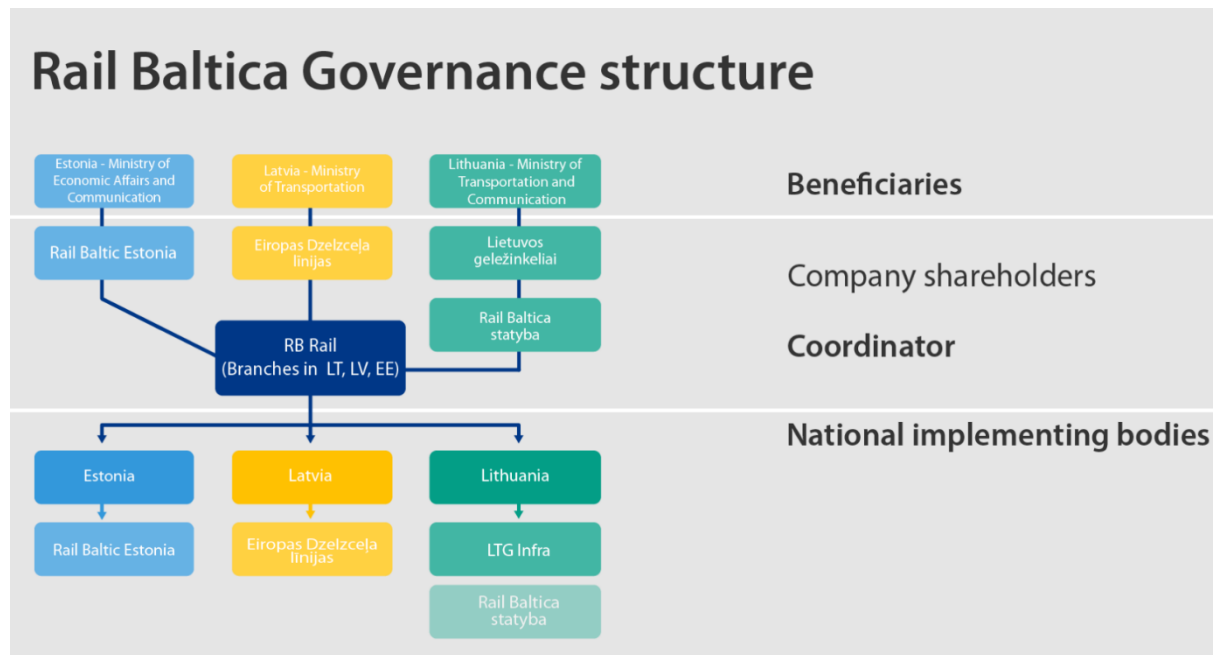 Rail Baltica Governance structure
Estonia - Ministry of
Economic Affairs and
Communication
Latvia - Ministry
of Transportation
Lithuania - Ministry of
Transportation and
Communication
Beneficiaries
Rail Baltic Estonia
Eiropas Dzelzceļa
līnijas
Lietuvos
geležinkeliai
Company shareholders
Rail Baltica
statyba
RB Rail
(Branches in LT, LV, EE)
Coordinator
National implementing bodies
Estonia
Latvia
Lithuania
Rail Baltic Estonia
Eiropas Dzelzceļa
līnijas
LTG Infra
Rail Baltica
statyba